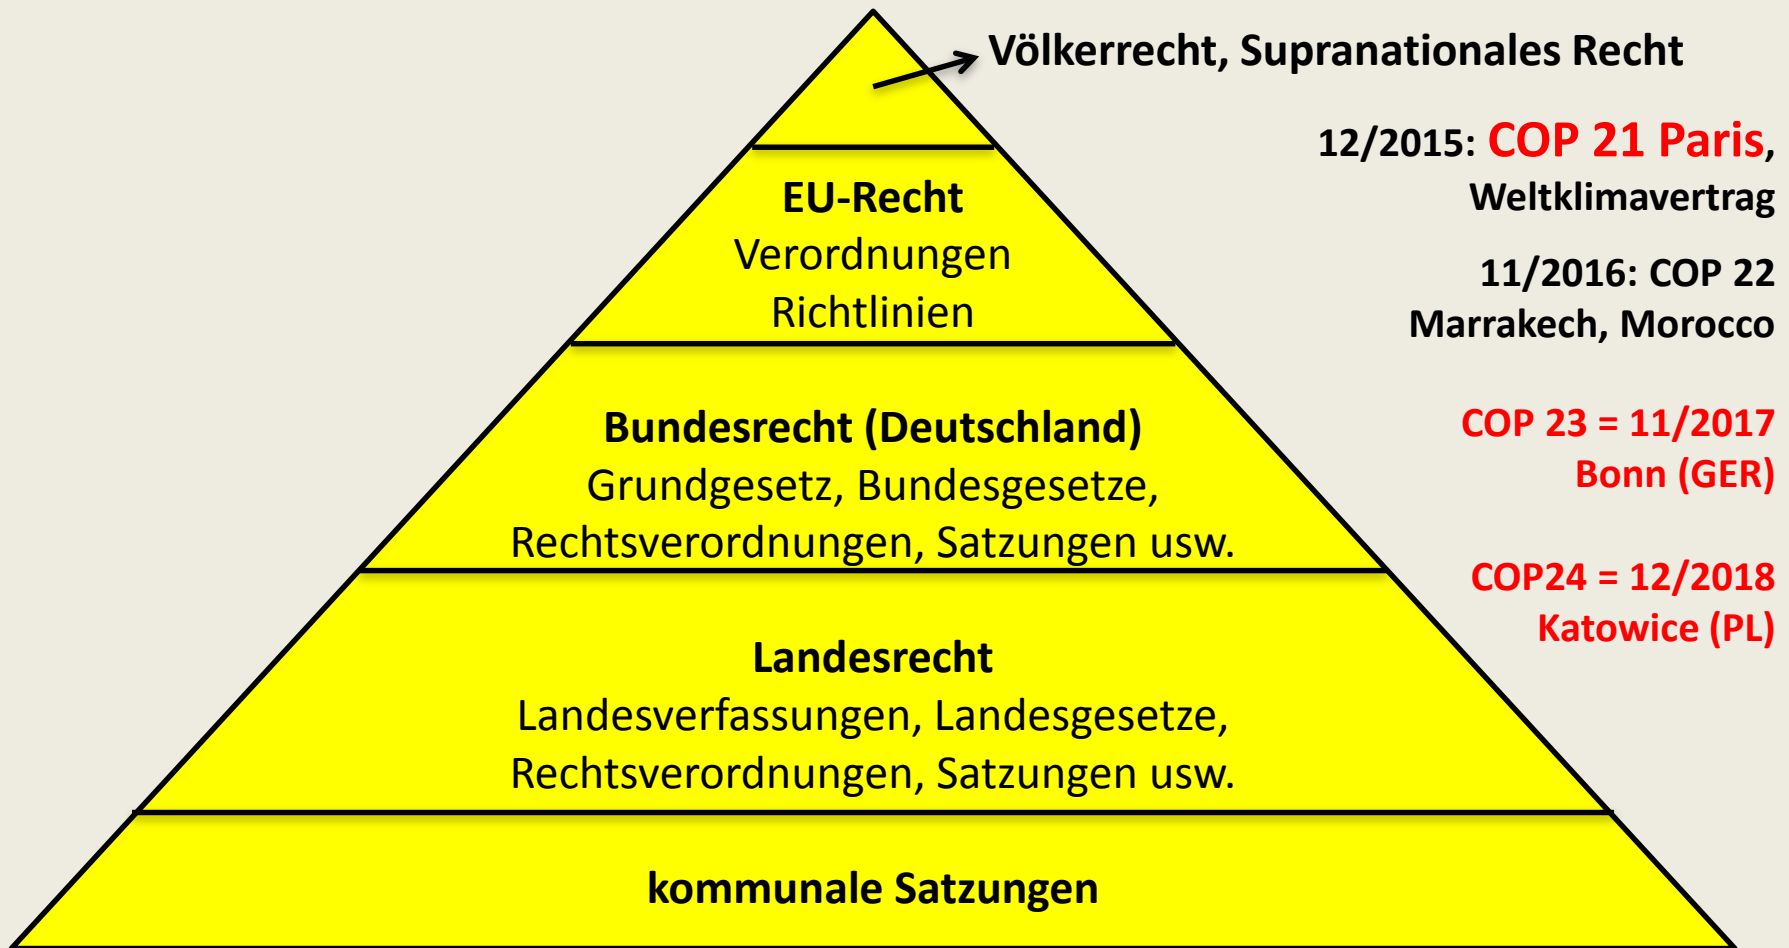 Völkerrecht, Supranationales Recht
12/2015: COP 21 Paris,
Weltklimavertrag
11/2016: COP 22
Marrakech, Morocco
COP 23 = 11/2017
Bonn (GER)
COP24 = 12/2018
Katowice (PL)
EU-Recht
Verordnungen
Richtlinien
Bundesrecht (Deutschland)
Grundgesetz, Bundesgesetze,
Rechtsverordnungen, Satzungen usw.
Landesrecht
Landesverfassungen, Landesgesetze,
Rechtsverordnungen, Satzungen usw.
kommunale Satzungen